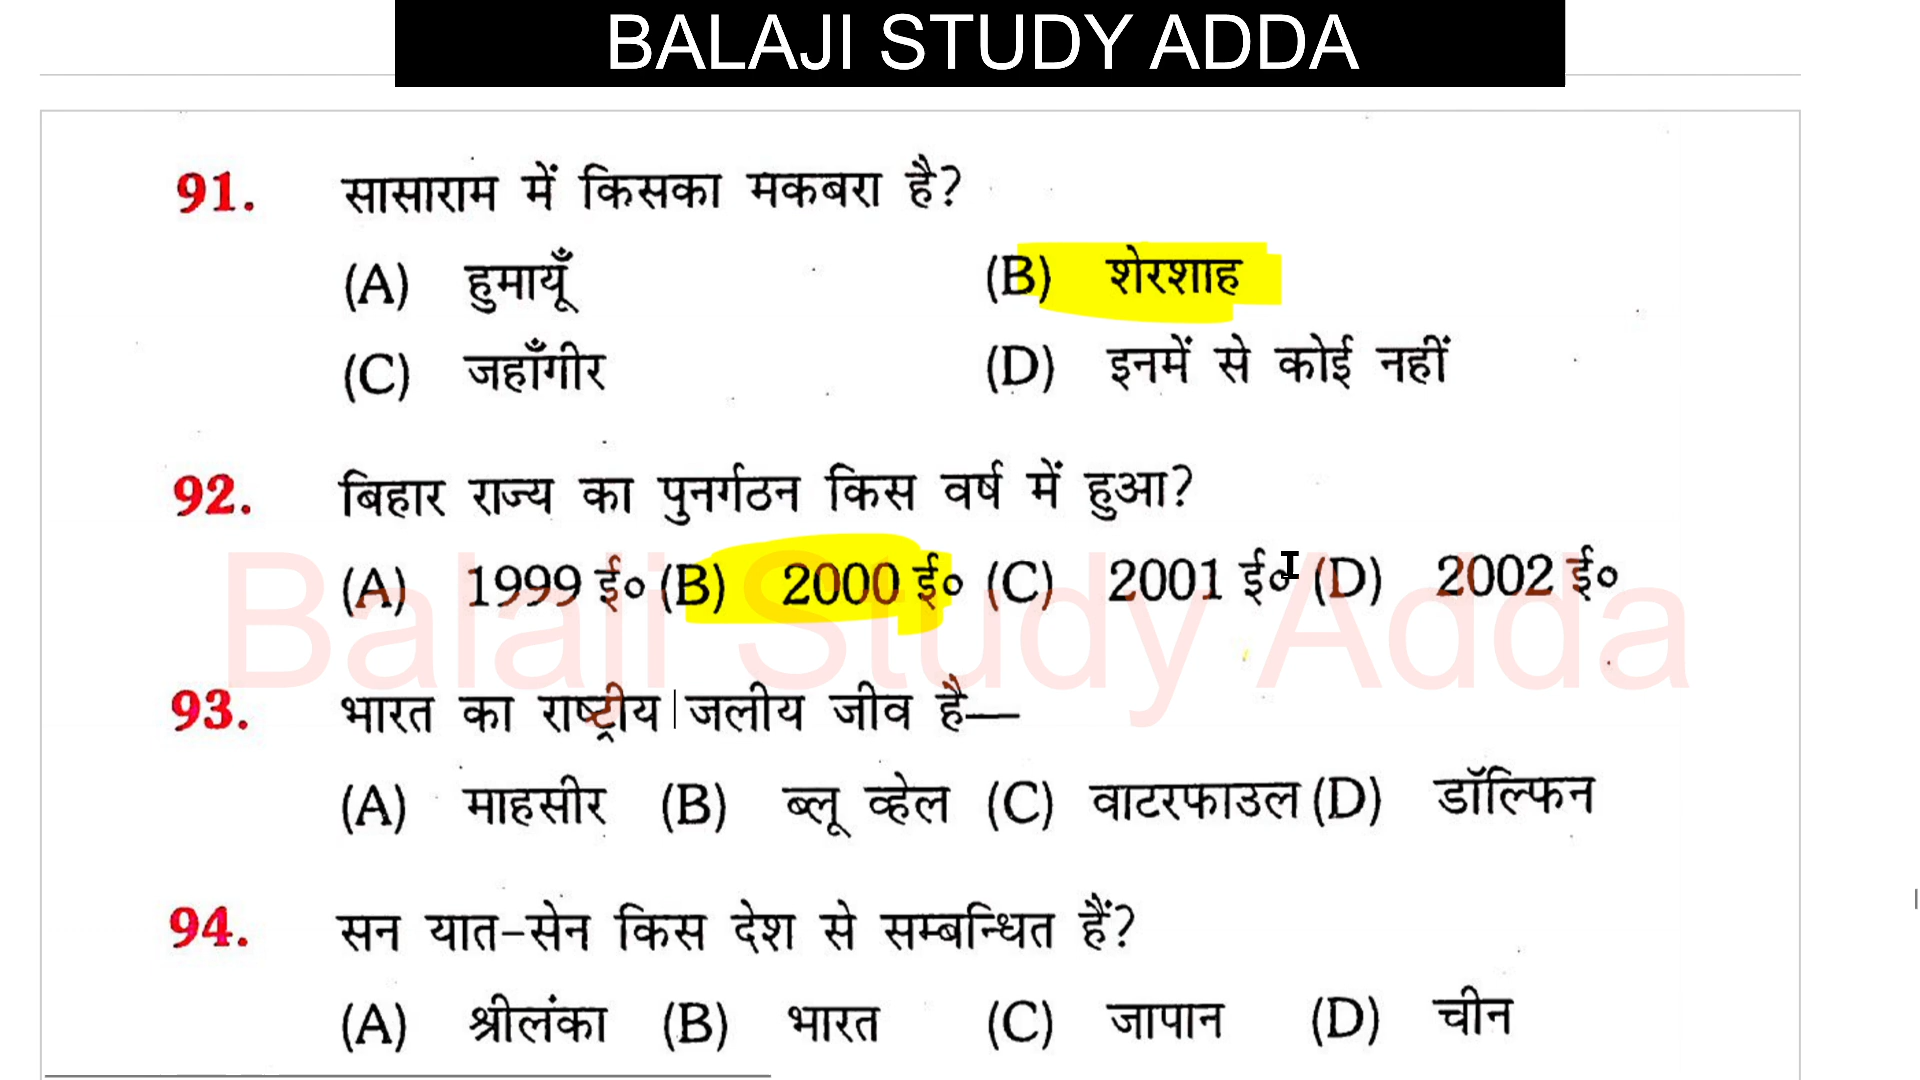 BALAJI STUDY ADDA
91. सासाराम में किसका मकबरा है?
(A) हुमायूँ (B) शेरशाह
(C) जहाँगीर (D) इनमें से कोई नहीं
92. बिहार राज्य का पुनर्गठन किस वर्ष में हुआ?
(A) 1999 ई० (B) 2000 ई० (C) 2001 ई० (D) 2002 ई०
Balaji Study Adda
93. भारत का राष्ट्रीय जलीय जीव है—
(A) माहसीर (B) ब्लू व्हेल (C) वाटरफाउल (D) डॉल्फिन
94. सन यात-सेन किस देश से सम्बन्धित हैं?
(A) श्रीलंका (B) भारत (C) जापान (D) चीन